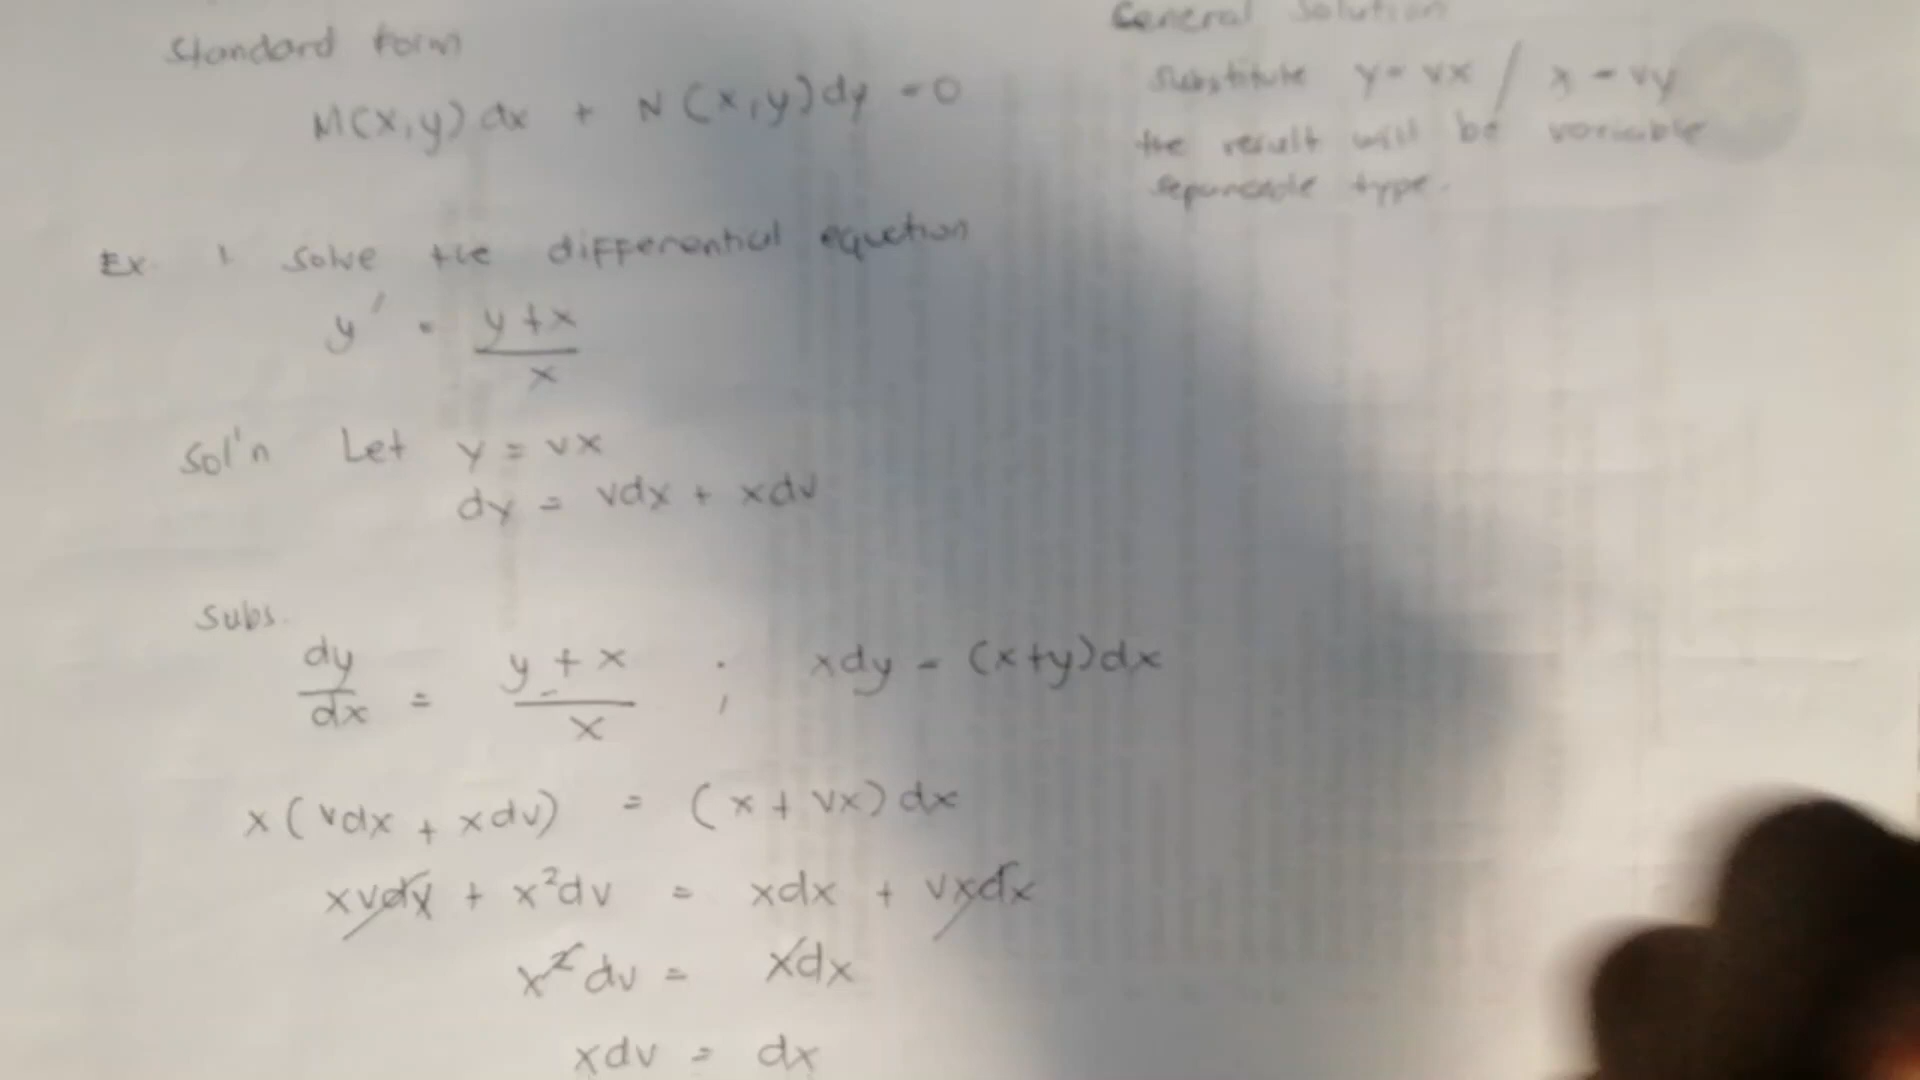 Standard form
M(x,y)dx + N(x,y)dy = 0
General Solution
substitute y = vx / x = vy
the result will be variable
separable type.
Ex. 1 Solve the differential equation
y' = y+x / x
Sol'n Let y = vx
dy = vdx + xdv
Subs.
dy/dx = y+x / x ; xdy = (x+y)dx
x(vdx + xdv) = (x + vx)dx
xvdx + x²dv = xdx + vxdx
x²dv = xdx
xdv = dx